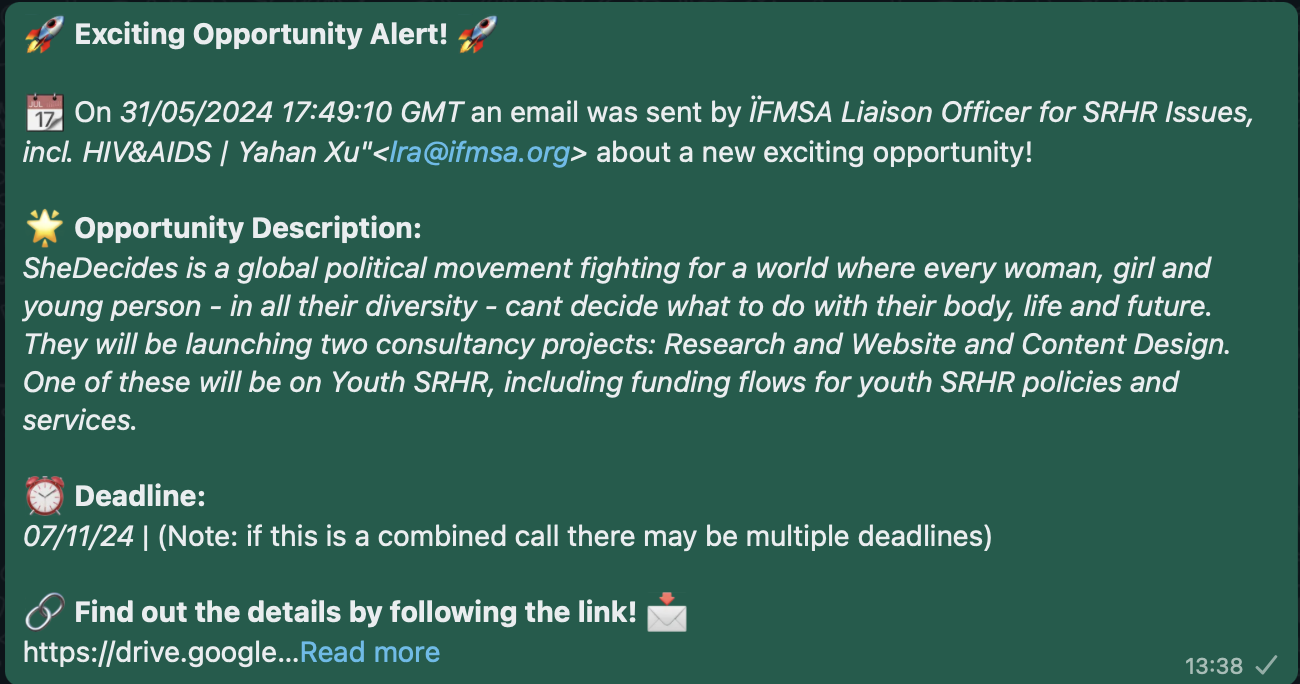 🚀 Exciting Opportunity Alert! 🚀
📅 On 31/05/2024 17:49:10 GMT an email was sent by ÏFMSA Liaison Officer for SRHR Issues,
incl. HIV&AIDS | Yahan Xu"<lra@ifmsa.org> about a new exciting opportunity!
🌟 Opportunity Description:
SheDecides is a global political movement fighting for a world where every woman, girl and
young person - in all their diversity - cant decide what to do with their body, life and future.
They will be launching two consultancy projects: Research and Website and Content Design.
One of these will be on Youth SRHR, including funding flows for youth SRHR policies and
services.
⏰ Deadline:
07/11/24 | (Note: if this is a combined call there may be multiple deadlines)
🔗 Find out the details by following the link! 📩
https://drive.google...Read more
13:38